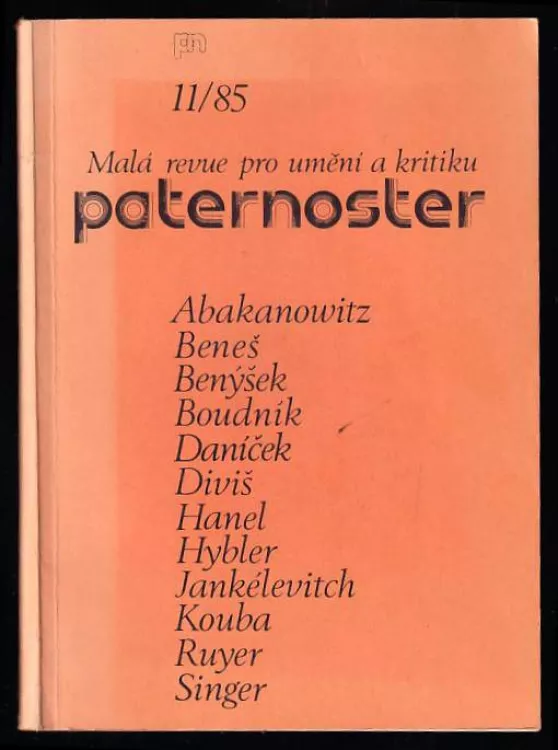 pn
11/85
Malá revue pro umění a kritiku
paternoster
Abakanowitz
Beneš
Benýšek
Boudník
Daníček
Diviš
Hanel
Hybler
Jankélevitch
Kouba
Ruyer
Singer